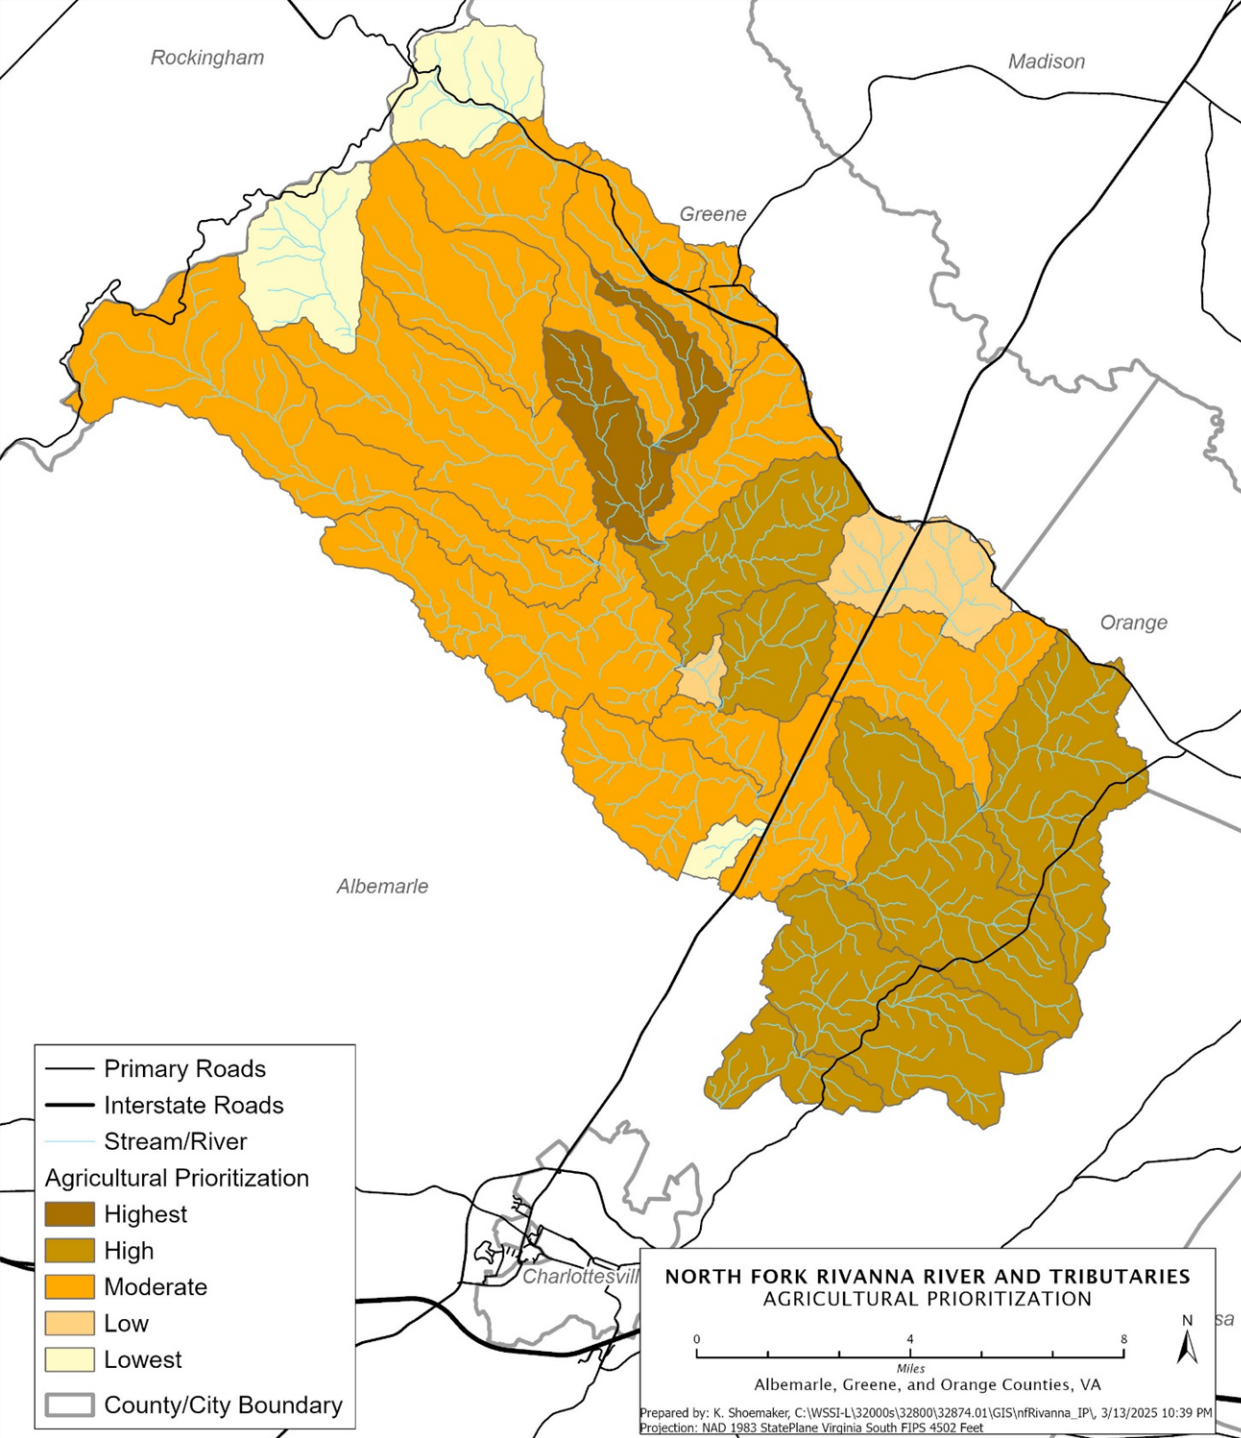 Rockingham
Madison
Greene
Orange
Albemarle
Primary Roads
Interstate Roads
Stream/River
Agricultural Prioritization
Highest
High
Moderate
Low
Lowest
County/City Boundary
Charlottesvill
sa
NORTH FORK RIVANNA RIVER AND TRIBUTARIES
AGRICULTURAL PRIORITIZATION
N
0 4 8
Miles
Albemarle, Greene, and Orange Counties, VA
Prepared by: K. Shoemaker, C:\WSSI-L\32000s\32800\32874.01\GIS\nfRivanna_IP\, 3/13/2025 10:39 PM
Projection: NAD 1983 StatePlane Virginia South FIPS 4502 Feet